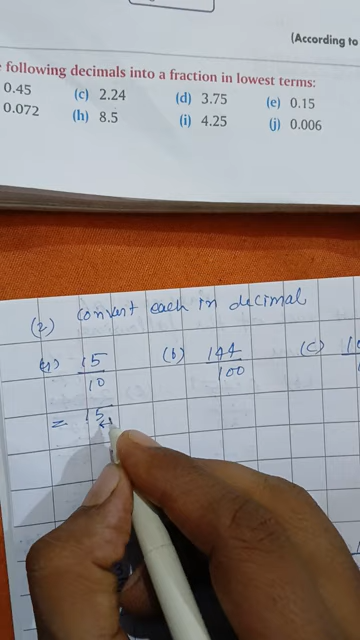 (According to
following decimals into a fraction in lowest terms:
0.45 (c) 2.24 (d) 3.75 (e) 0.15
0.072 (h) 8.5 (i) 4.25 (j) 0.006
(2) convert each in decimal
(a) 15/10 (b) 144/100 (c)
= 15